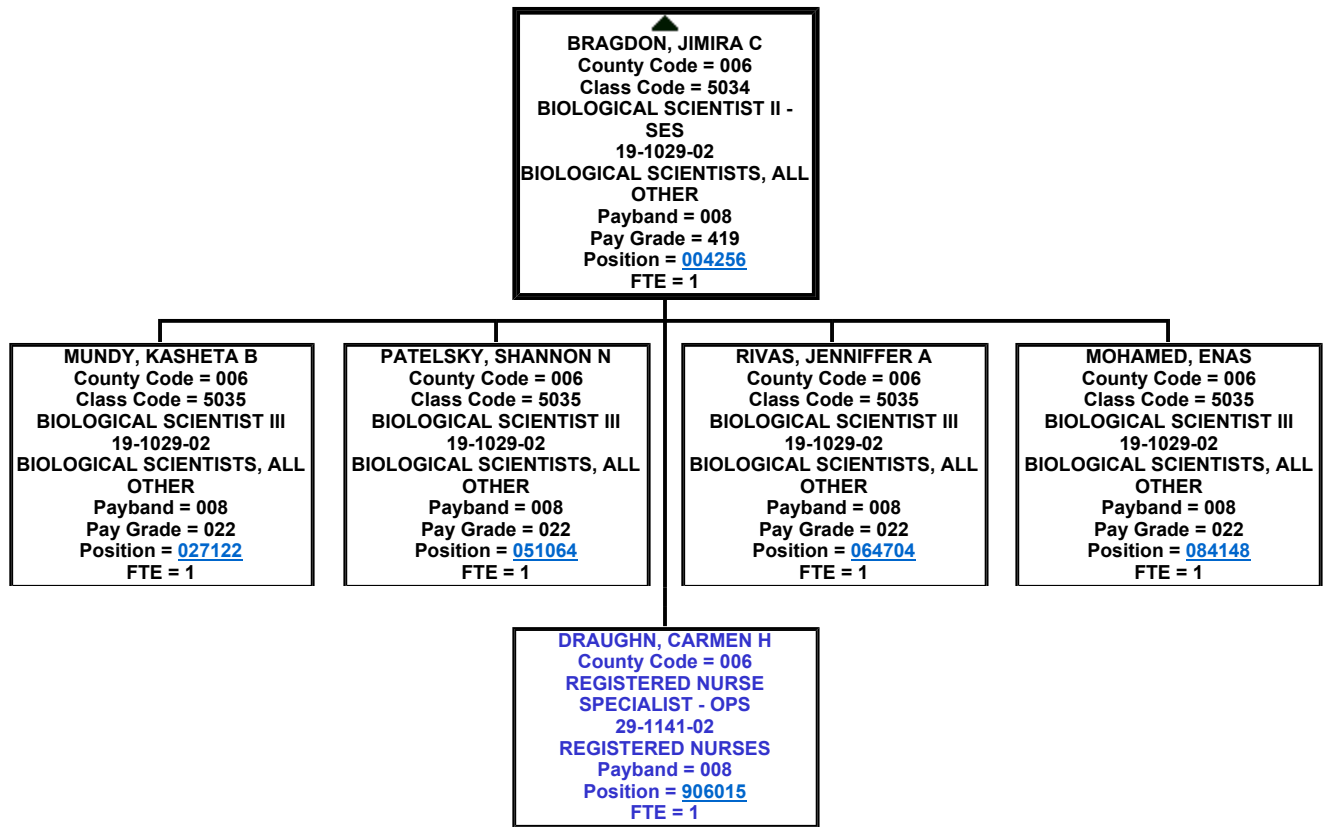 BRAGDON, JIMIRA C
County Code = 006
Class Code = 5034
BIOLOGICAL SCIENTIST II -
SES
19-1029-02
BIOLOGICAL SCIENTISTS, ALL
OTHER
Payband = 008
Pay Grade = 419
Position = 004256
FTE = 1
MUNDY, KASHETA B
County Code = 006
Class Code = 5035
BIOLOGICAL SCIENTIST III
19-1029-02
BIOLOGICAL SCIENTISTS, ALL
OTHER
Payband = 008
Pay Grade = 022
Position = 027122
FTE = 1
PATELSKY, SHANNON N
County Code = 006
Class Code = 5035
BIOLOGICAL SCIENTIST III
19-1029-02
BIOLOGICAL SCIENTISTS, ALL
OTHER
Payband = 008
Pay Grade = 022
Position = 051064
FTE = 1
RIVAS, JENNIFFER A
County Code = 006
Class Code = 5035
BIOLOGICAL SCIENTIST III
19-1029-02
BIOLOGICAL SCIENTISTS, ALL
OTHER
Payband = 008
Pay Grade = 022
Position = 064704
FTE = 1
MOHAMED, ENAS
County Code = 006
Class Code = 5035
BIOLOGICAL SCIENTIST III
19-1029-02
BIOLOGICAL SCIENTISTS, ALL
OTHER
Payband = 008
Pay Grade = 022
Position = 084148
FTE = 1
DRAUGHN, CARMEN H
County Code = 006
REGISTERED NURSE
SPECIALIST - OPS
29-1141-02
REGISTERED NURSES
Payband = 008
Position = 906015
FTE = 1